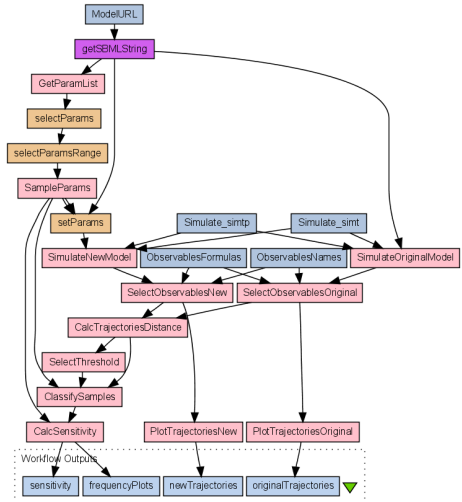 ModelURL
getSBMLString
GetParamList
selectParams
selectParamsRange
SampleParams
setParams
Simulate_simtp
Simulate_simt
SimulateNewModel
ObservablesFormulas
ObservablesNames
SimulateOriginalModel
SelectObservablesNew
SelectObservablesOriginal
CalcTrajectoriesDistance
SelectThreshold
ClassifySamples
CalcSensitivity
PlotTrajectoriesNew
PlotTrajectoriesOriginal
Workflow Outputs
sensitivity
frequencyPlots
newTrajectories
originalTrajectories